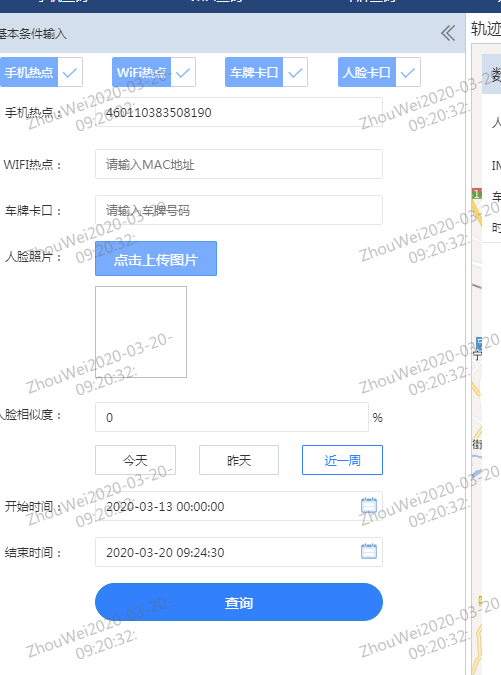 基本条件输入
轨迹
手机热点
WiFi热点
车牌卡口
人脸卡口
手机热点：
460110383508190
WIFI热点：
请输入MAC地址
车牌卡口：
请输入车牌号码
人脸照片：
点击上传图片
人脸相似度：
0
%
今天
昨天
近一周
开始时间：
2020-03-13 00:00:00
结束时间：
2020-03-20 09:24:30
查询
街
ZhouWei2020-03-20-
09:20:32:
ZhouWei2020-03-20-
09:20:32:
ZhouWei2020-03-20-
09:20:32:
ZhouWei2020-03-20-
09:20:32:
ZhouWei2020-03-20-
09:20:32:
ZhouWei2020-03-20-
09:20:32:
ZhouWei2020-03-20-
09:20:32:
ZhouWei2020-03-20-
09:20:32:
ZhouWei2020-03-20-
09:20:32:
ZhouWei2020-03-20-
09:20:32: